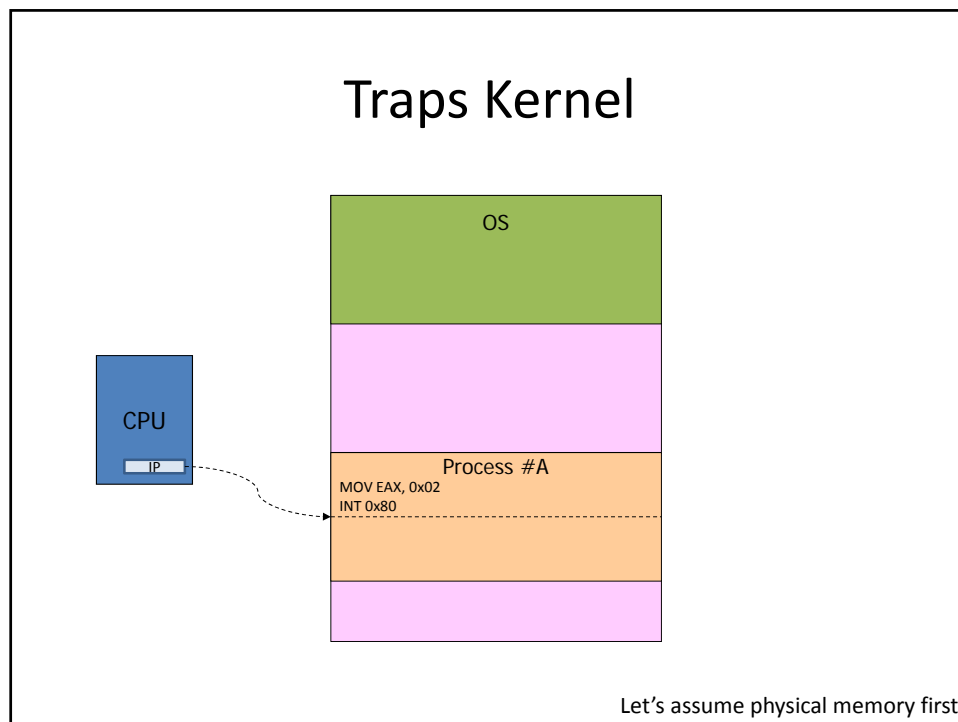 Traps Kernel
OS
CPU
IP
Process #A
MOV EAX, 0x02
INT 0x80
Let's assume physical memory first